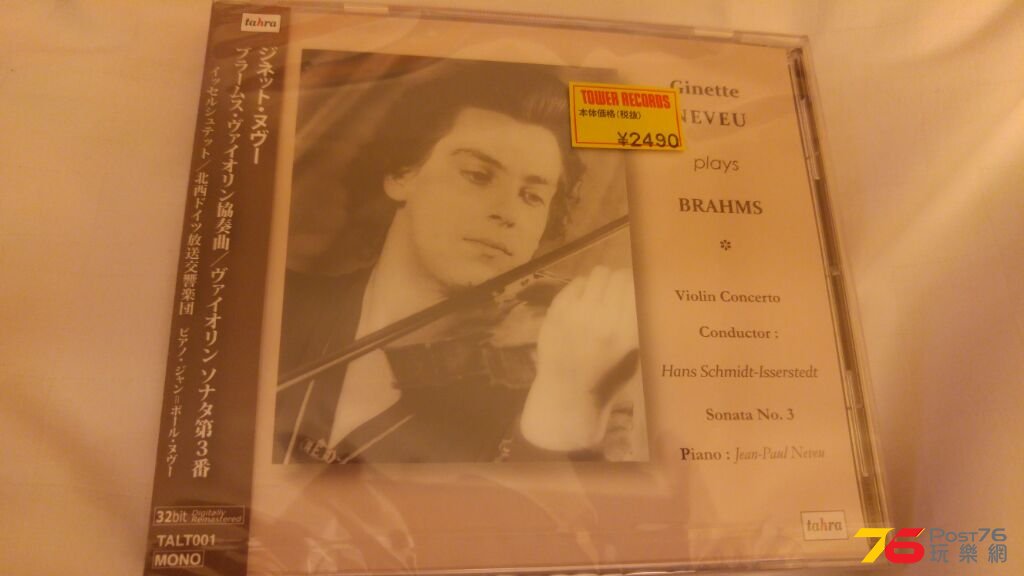 tahra
ジネット・ヌヴー
ブラームス・ヴァイオリン協奏曲／ヴァイオリン ソナタ第3番
イッセルシュテット／北西ドイツ放送交響楽団 ピアノ ジャン=ポール・ヌヴー
32bit Digitally Remastered
TALT001
MONO
TOWER RECORDS
本体価格(税抜)
¥2490
Ginette
NEVEU
plays
BRAHMS
*
Violin Concerto
Conductor :
Hans Schmidt-Isserstedt
Sonata No. 3
Piano : Jean-Paul Neveu
tahra
76 Post76
玩樂網